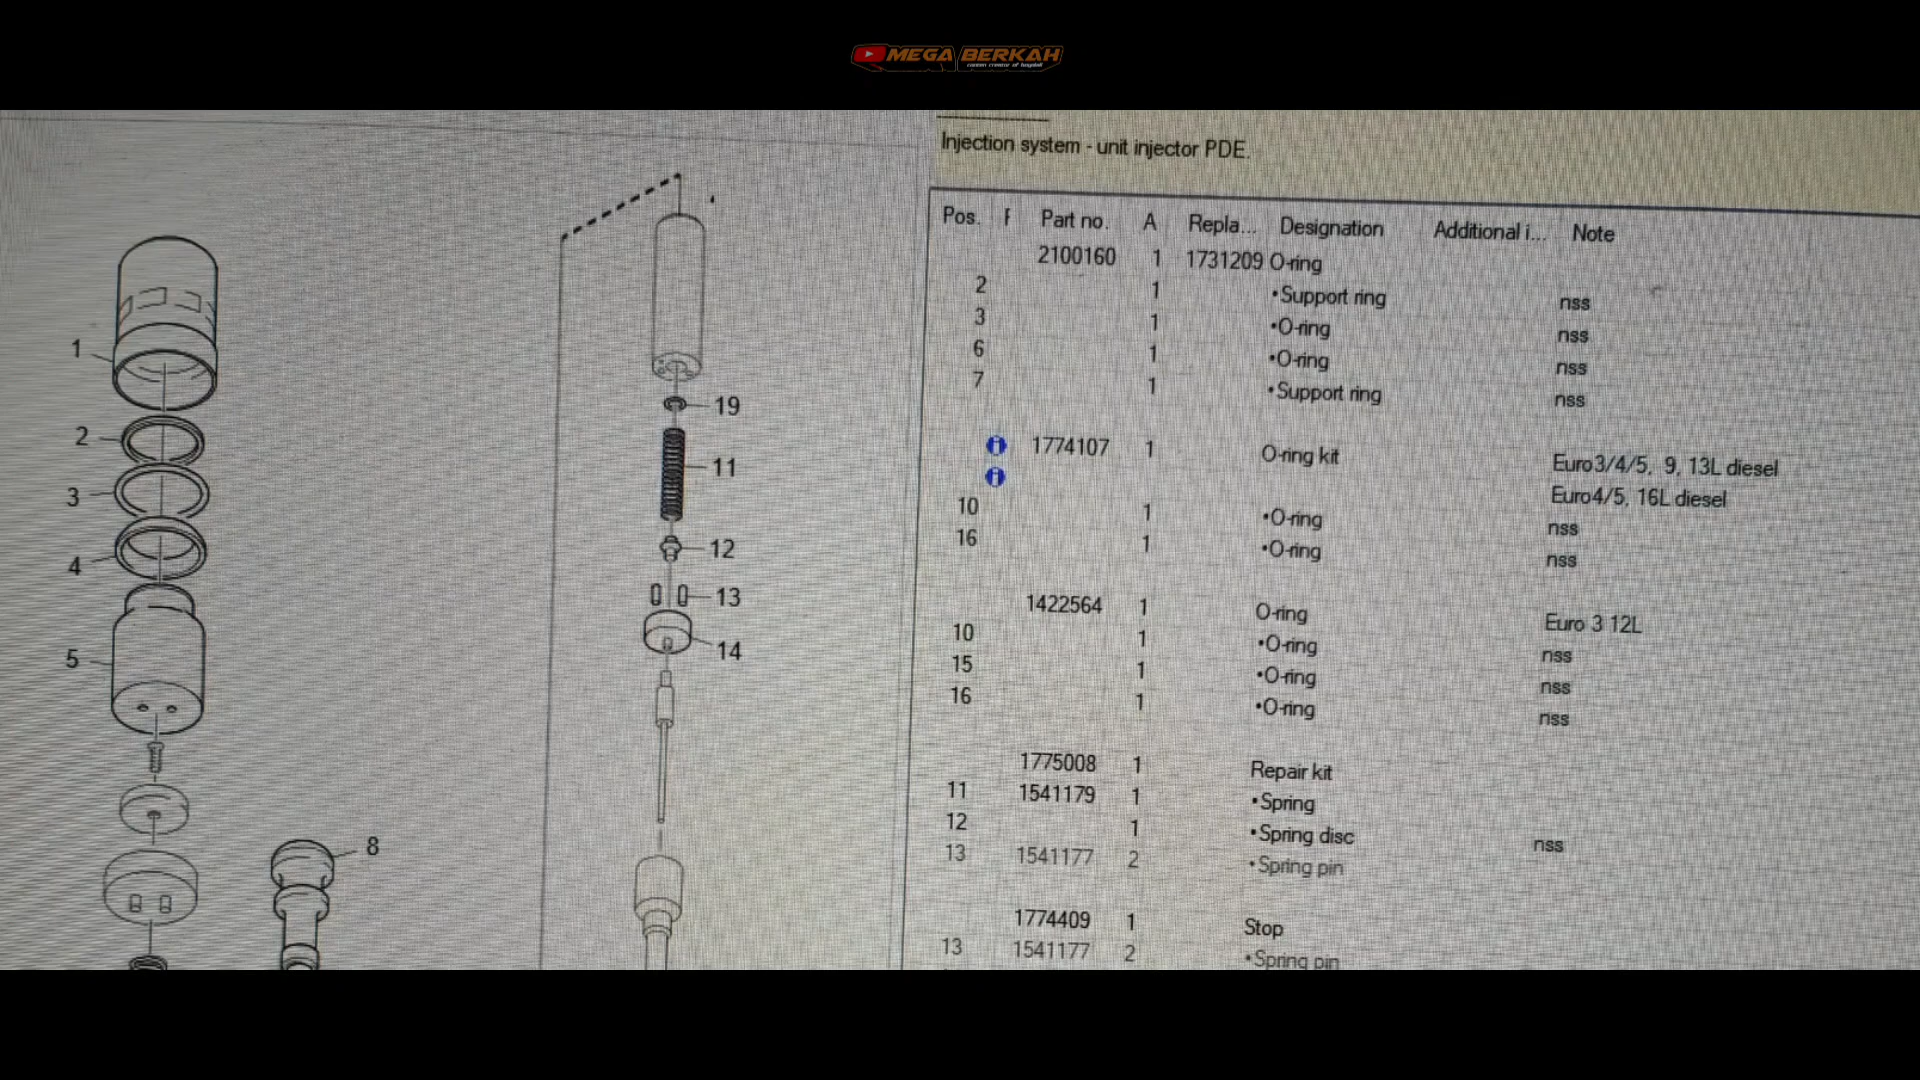 MEGA BERKAH
Injection system - unit injector PDE.
Pos. F Part no. A Repla... Designation Additional i... Note
2100160 1 1731209 O-ring
2 1 •Support ring nss
3 1 •O-ring nss
6 1 •O-ring nss
7 1 •Support ring nss
1774107 1 O-ring kit Euro3/4/5, 9, 13L diesel
Euro4/5, 16L diesel
10 1 •O-ring nss
16 1 •O-ring nss
1422564 1 O-ring Euro 3 12L
10 1 •O-ring nss
15 1 •O-ring nss
16 1 •O-ring nss
1775008 1 Repair kit
11 1541179 1 •Spring
12 1 •Spring disc nss
13 1541177 2 •Spring pin
1774409 1 Stop
13 1541177 2 •Spring pin
1
2
3
4
5
8
19
11
12
13
14